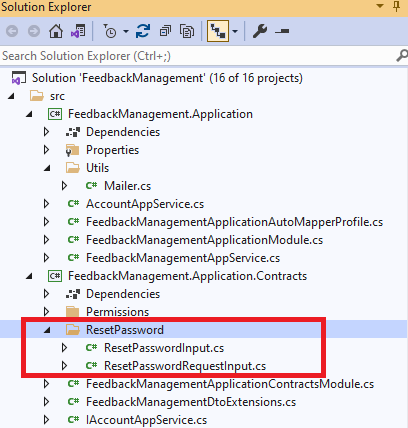 Solution Explorer
Search Solution Explorer (Ctrl+;)
Solution 'FeedbackManagement' (16 of 16 projects)
src
C# FeedbackManagement.Application
Dependencies
Properties
Utils
C# Mailer.cs
C# AccountAppService.cs
C# FeedbackManagementApplicationAutoMapperProfile.cs
C# FeedbackManagementApplicationModule.cs
C# FeedbackManagementAppService.cs
C# FeedbackManagement.Application.Contracts
Dependencies
Permissions
ResetPassword
C# ResetPasswordInput.cs
C# ResetPasswordRequestInput.cs
C# FeedbackManagementApplicationContractsModule.cs
C# FeedbackManagementDtoExtensions.cs
C# IAccountAppService.cs